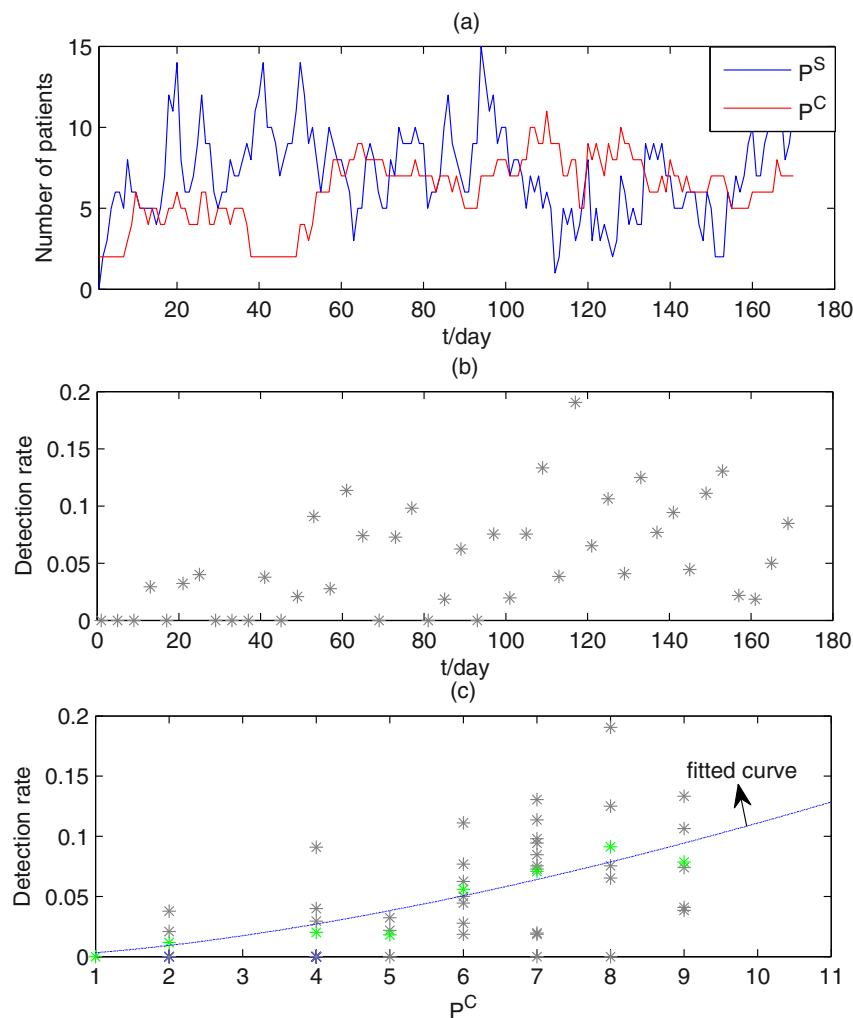 (a)
15
10
5
0
Number of patients
P^S
P^C
20 40 60 80 100 120 140 160 180
t/day
(b)
0.2
0.15
0.1
0.05
0
Detection rate
0 20 40 60 80 100 120 140 160 180
t/day
(c)
0.2
0.15
0.1
0.05
0
Detection rate
fitted curve
1 2 3 4 5 6 7 8 9 10 11
P^C